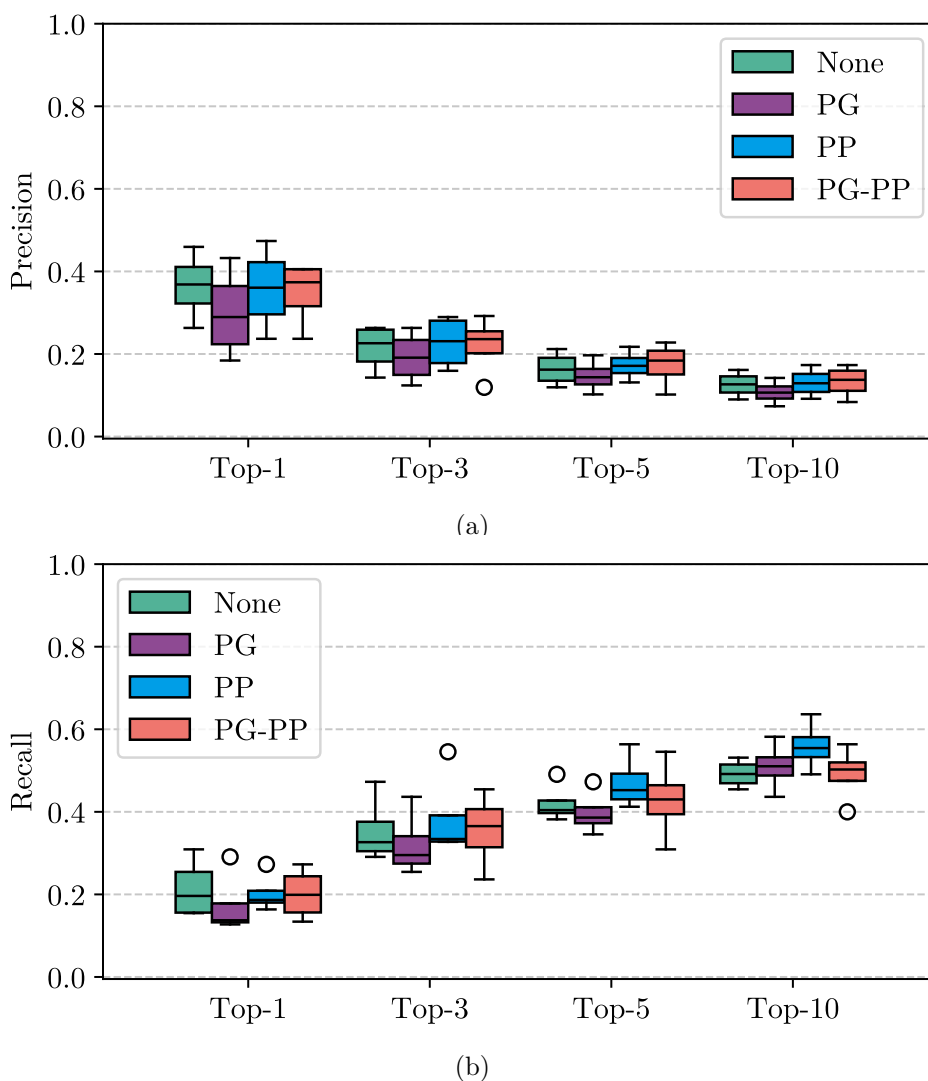 1.0
0.8
0.6
0.4
0.2
0.0
Precision
None
PG
PP
PG-PP
Top-1 Top-3 Top-5 Top-10
(a)
1.0
0.8
0.6
0.4
0.2
0.0
Recall
None
PG
PP
PG-PP
Top-1 Top-3 Top-5 Top-10
(b)